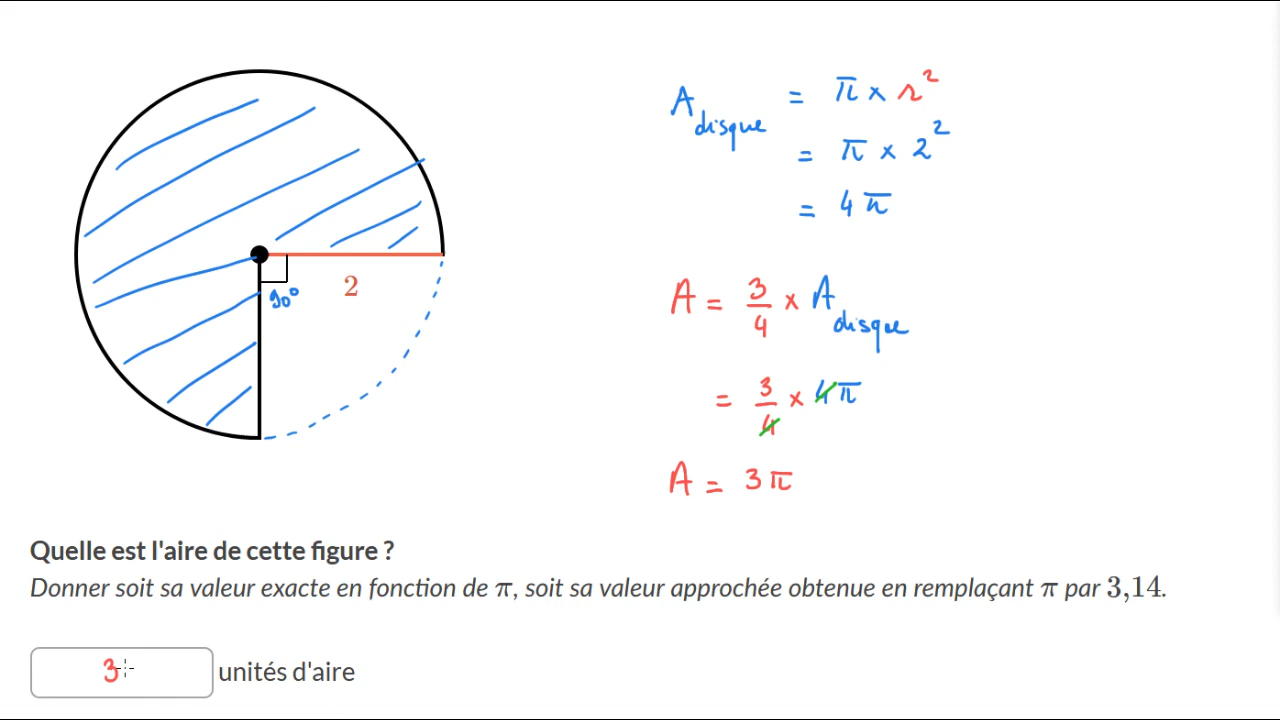 90°
2
A disque = π × r²
= π × 2²
= 4π
A = 3/4 × A disque
= 3/4 × 4π
A = 3π
Quelle est l'aire de cette figure ?
Donner soit sa valeur exacte en fonction de π, soit sa valeur approchée obtenue en remplaçant π par 3,14.
3 unités d'aire